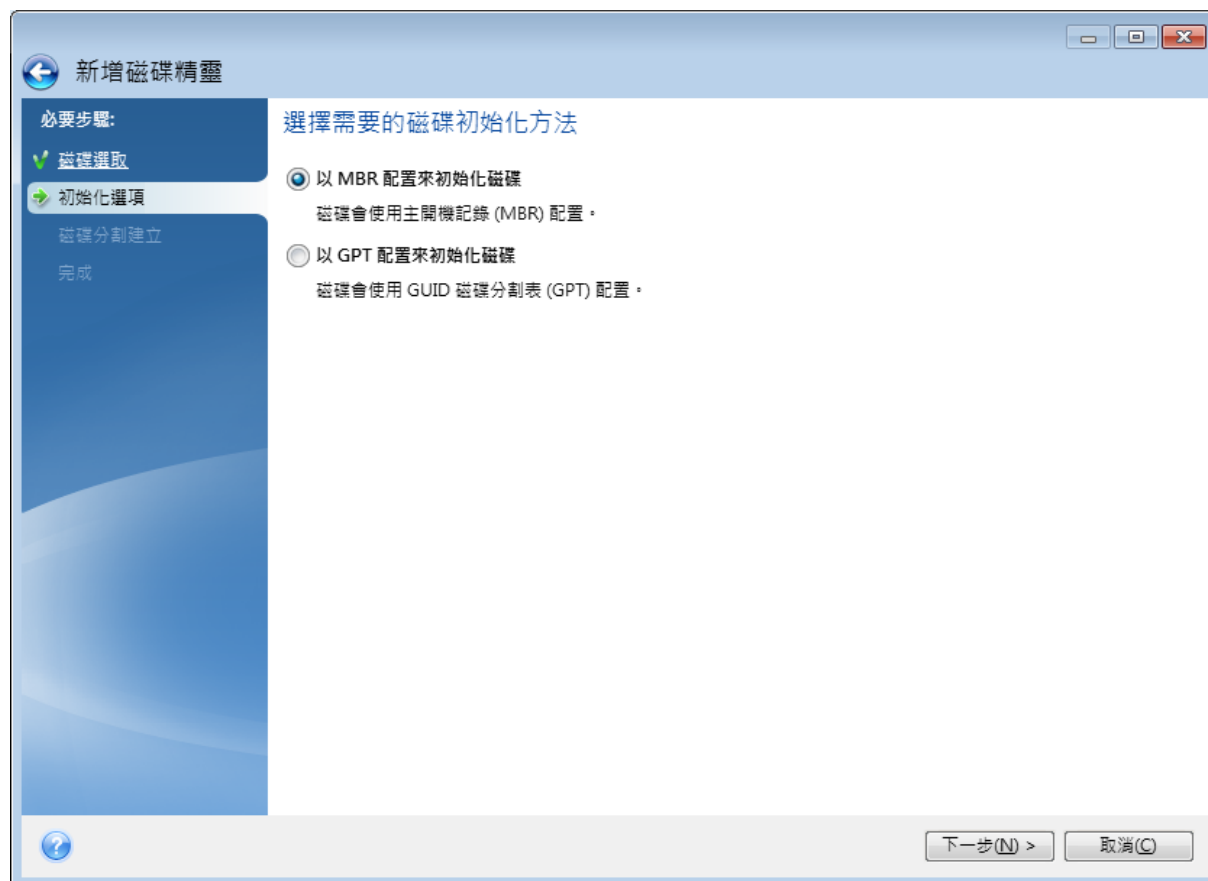 新增磁碟精靈
必要步驟:
磁碟選取
初始化選項
磁碟分割建立
完成
選擇需要的磁碟初始化方法
以 MBR 配置來初始化磁碟
磁碟會使用主開機記錄 (MBR) 配置。
以 GPT 配置來初始化磁碟
磁碟會使用 GUID 磁碟分割表 (GPT) 配置。
下一步(N) >
取消(C)